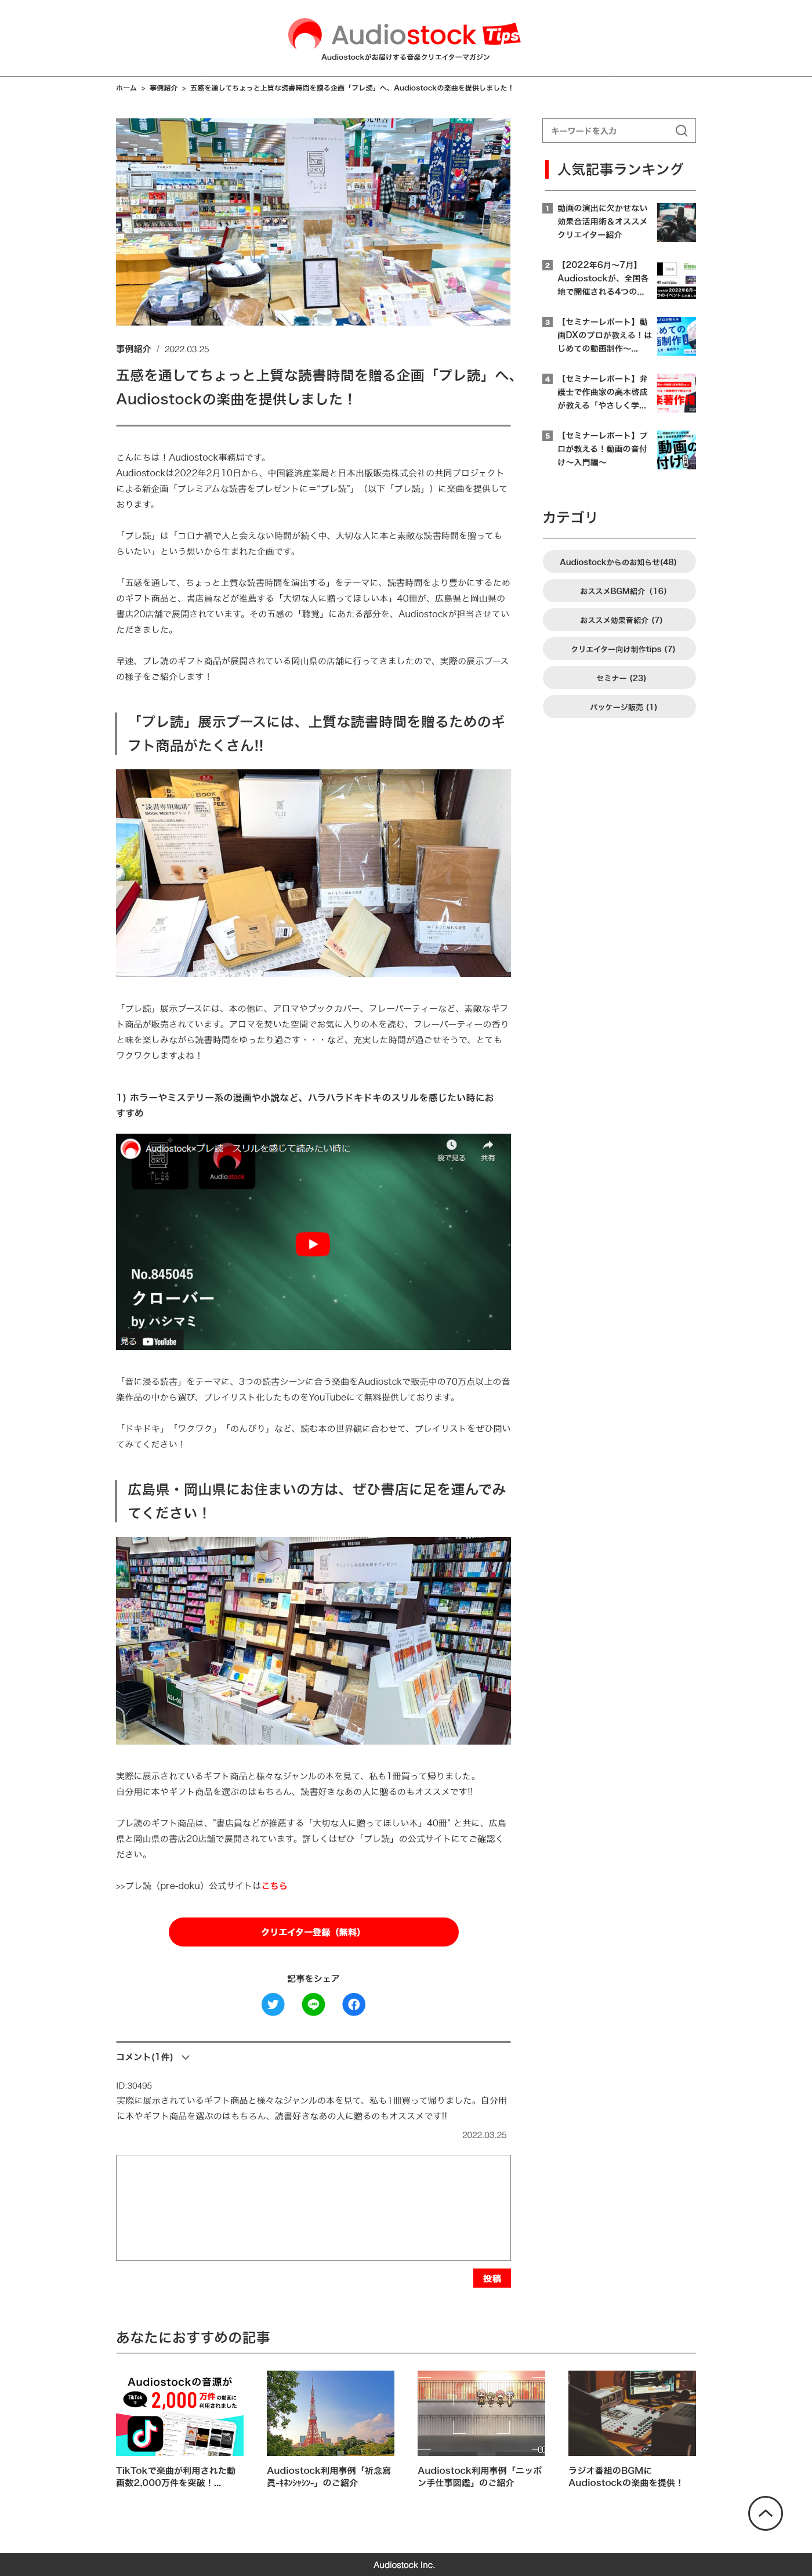 Audiostock Tips
Audiostockがお届けする音楽クリエイターマガジン
ホーム > 事例紹介 > 五感を通してちょっと上質な読書時間を贈る企画「プレ読」へ、Audiostockの楽曲を提供しました！
事例紹介 / 2022.03.25
五感を通してちょっと上質な読書時間を贈る企画「プレ読」へ、
Audiostockの楽曲を提供しました！
こんにちは！Audiostock事務局です。
Audiostockは2022年2月10日から、中国経済産業局と日本出版販売株式会社の共同プロジェクト
による新企画「プレミアムな読書をプレゼントに＝“プレ読”」（以下「プレ読」）に楽曲を提供して
おります。
「プレ読」は「コロナ禍で人と会えない時間が続く中、大切な人に本と素敵な読書時間を贈っても
らいたい」という想いから生まれた企画です。
「五感を通して、ちょっと上質な読書時間を演出する」をテーマに、読書時間をより豊かにするため
のギフト商品と、書店員などが推薦する「大切な人に贈ってほしい本」40冊が、広島県と岡山県の
書店20店舗で展開されています。その五感の「聴覚」にあたる部分を、Audiostockが担当させてい
ただきました。
早速、プレ読のギフト商品が展開されている岡山県の店舗に行ってきましたので、実際の展示ブース
の様子をご紹介します！
「プレ読」展示ブースには、上質な読書時間を贈るためのギ
フト商品がたくさん!!
“読書専用珈琲”
「プレ読」展示ブースには、本の他に、アロマやブックカバー、フレーバーティーなど、素敵なギフ
ト商品が販売されています。アロマを焚いた空間でお気に入りの本を読む、フレーバーティーの香り
と味を楽しみながら読書時間をゆったり過ごす・・・など、充実した時間が過ごせそうで、とても
ワクワクしますよね！
1) ホラーやミステリー系の漫画や小説など、ハラハラドキドキのスリルを感じたい時にお
すすめ
Audiostock×プレ読　スリルを感じて読みたい時に
後で見る 共有
プレ読 Audiostock
No.845045
クローバー
by ハシマミ
見る YouTube
「音に浸る読書」をテーマに、3つの読書シーンに合う楽曲をAudiostckで販売中の70万点以上の音
楽作品の中から選び、プレイリスト化したものをYouTubeにて無料提供しております。
「ドキドキ」「ワクワク」「のんびり」など、読む本の世界観に合わせて、プレイリストをぜひ聞い
てみてください！
広島県・岡山県にお住まいの方は、ぜひ書店に足を運んでみ
てください！
実際に展示されているギフト商品と様々なジャンルの本を見て、私も1冊買って帰りました。
自分用に本やギフト商品を選ぶのはもちろん、読書好きなあの人に贈るのもオススメです!!
プレ読のギフト商品は、”書店員などが推薦する「大切な人に贈ってほしい本」40冊” と共に、広島
県と岡山県の書店20店舗で展開されています。詳しくはぜひ「プレ読」の公式サイトにてご確認く
ださい。
>>プレ読（pre-doku）公式サイトはこちら
クリエイター登録（無料）
記事をシェア
LINE
コメント(1件)
ID:30495
実際に展示されているギフト商品と様々なジャンルの本を見て、私も1冊買って帰りました。自分用
に本やギフト商品を選ぶのはもちろん、読書好きなあの人に贈るのもオススメです!!
2022.03.25
投稿
キーワードを入力
人気記事ランキング
1 動画の演出に欠かせない
効果音活用術＆オススメ
クリエイター紹介
2 【2022年6月〜7月】
Audiostockが、全国各
地で開催される4つの...
3 【セミナーレポート】動
画DXのプロが教える！は
じめての動画制作〜...
4 【セミナーレポート】弁
護士で作曲家の高木啓成
が教える「やさしく学...
5 【セミナーレポート】プ
ロが教える！動画の音付
け〜入門編〜
カテゴリ
Audiostockからのお知らせ(48)
おススメBGM紹介（16）
おススメ効果音紹介 (7)
クリエイター向け制作tips (7)
セミナー (23)
パッケージ販売 (1)
あなたにおすすめの記事
Audiostockの音源が
TikTokで 2,000万件の動画に
利用されました
TikTokで楽曲が利用された動
画数2,000万件を突破！...
Audiostock利用事例「祈念寫
眞-ｷﾈﾝｼｬｼﾝ-」のご紹介
Audiostock利用事例「ニッポ
ン手仕事図鑑」のご紹介
ラジオ番組のBGMに
Audiostockの楽曲を提供！
Audiostock Inc.